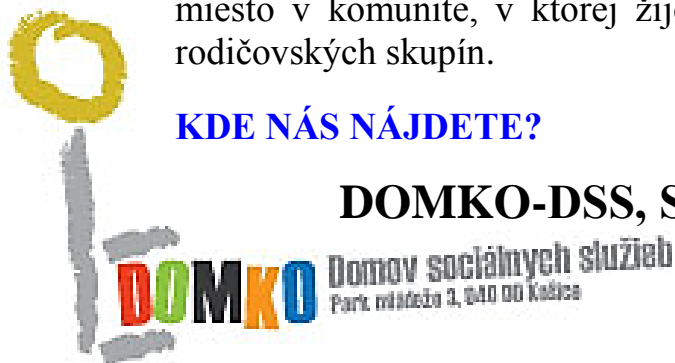 miesto v komunite, v ktorej žij
rodičovských skupín.
KDE NÁS NÁJDETE?
DOMKO-DSS, S
DOMKO Domov sociálnych služieb
Park mládeže 3, 040 00 Košice